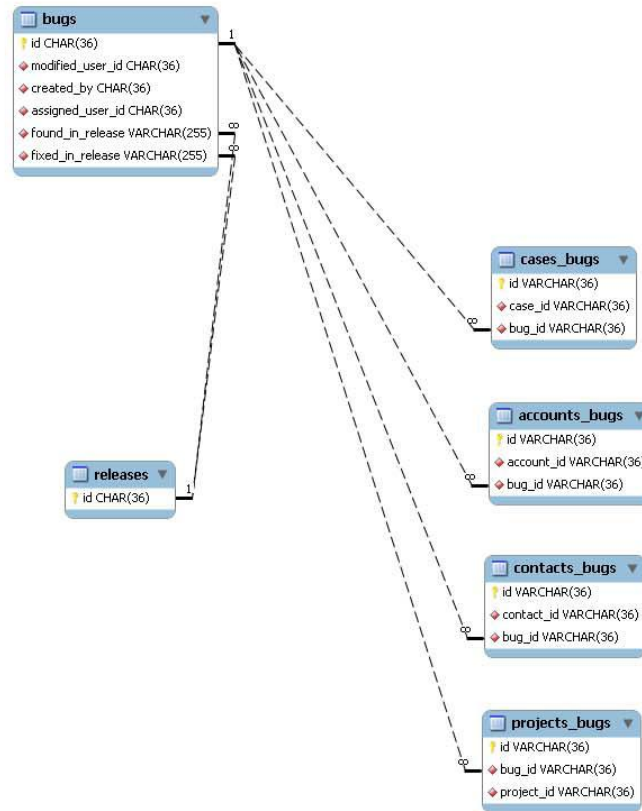 bugs
id CHAR(36)
modified_user_id CHAR(36)
created_by CHAR(36)
assigned_user_id CHAR(36)
found_in_release VARCHAR(255)
fixed_in_release VARCHAR(255)
1
∞
∞
cases_bugs
id VARCHAR(36)
case_id VARCHAR(36)
bug_id VARCHAR(36)
∞
accounts_bugs
id VARCHAR(36)
account_id VARCHAR(36)
bug_id VARCHAR(36)
∞
releases
id CHAR(36)
1
contacts_bugs
id VARCHAR(36)
contact_id VARCHAR(36)
bug_id VARCHAR(36)
∞
projects_bugs
id VARCHAR(36)
bug_id VARCHAR(36)
project_id VARCHAR(36)
∞